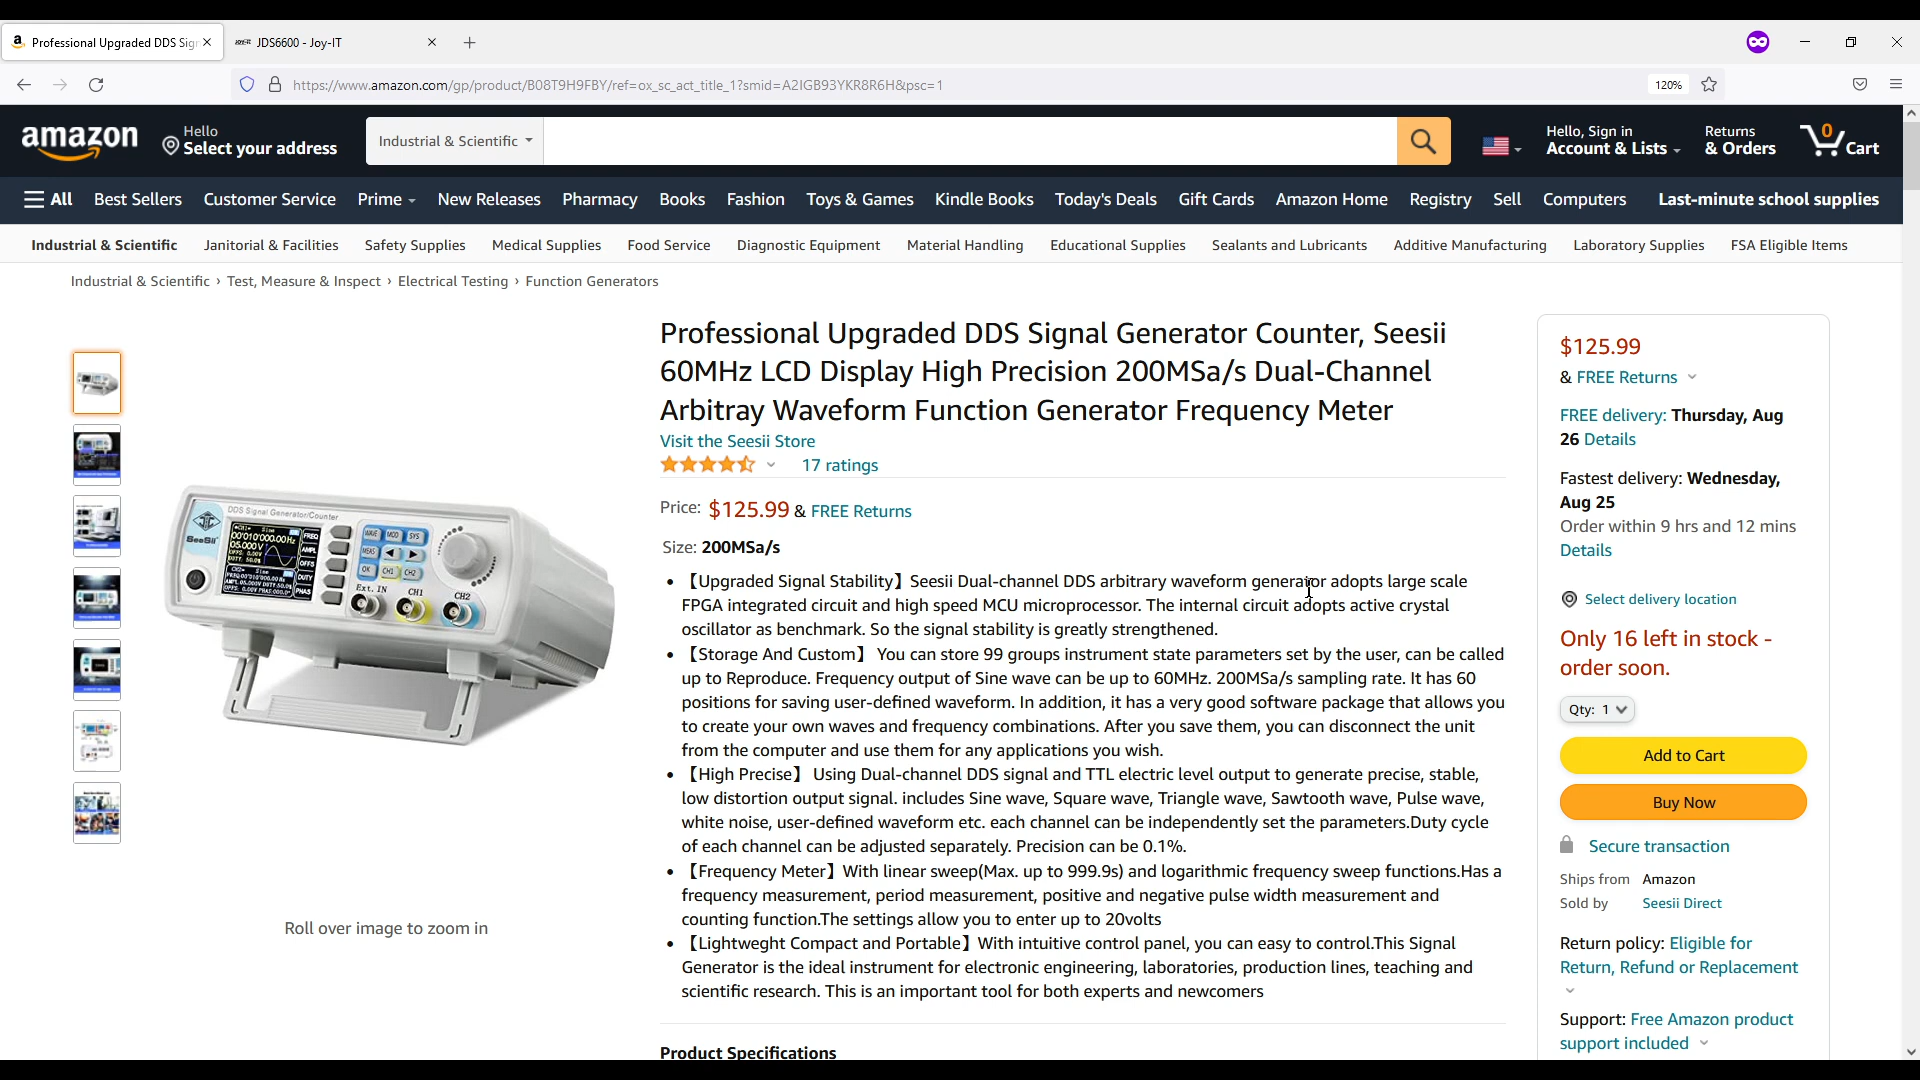 Professional Upgraded DDS Sign
JDS6600 - Joy-IT
https://www.amazon.com/gp/product/B08T9H9FBY/ref=ox_sc_act_title_1?smid=A2IGB93YKR8R6H&psc=1
120%
amazon
Hello
Select your address
Industrial & Scientific
Hello, Sign in
Account & Lists
Returns
& Orders
0
Cart
All Best Sellers Customer Service Prime New Releases Pharmacy Books Fashion Toys & Games Kindle Books Today's Deals Gift Cards Amazon Home Registry Sell Computers Last-minute school supplies
Industrial & Scientific Janitorial & Facilities Safety Supplies Medical Supplies Food Service Diagnostic Equipment Material Handling Educational Supplies Sealants and Lubricants Additive Manufacturing Laboratory Supplies FSA Eligible Items
Industrial & Scientific › Test, Measure & Inspect › Electrical Testing › Function Generators
DDS Signal Generator/Counter
SeeSii
FREQ
AMPL
OFFS
DUTY
PHAS
WAVE MOD SYS
MEAS
OK CH1 CH2
Ext. IN
CH1
CH2
Roll over image to zoom in
Professional Upgraded DDS Signal Generator Counter, Seesii
60MHz LCD Display High Precision 200MSa/s Dual-Channel
Arbitray Waveform Function Generator Frequency Meter
Visit the Seesii Store
17 ratings
Price: $125.99 & FREE Returns
Size: 200MSa/s
• 【Upgraded Signal Stability】Seesii Dual-channel DDS arbitrary waveform generator adopts large scale
FPGA integrated circuit and high speed MCU microprocessor. The internal circuit adopts active crystal
oscillator as benchmark. So the signal stability is greatly strengthened.
• 【Storage And Custom】 You can store 99 groups instrument state parameters set by the user, can be called
up to Reproduce. Frequency output of Sine wave can be up to 60MHz. 200MSa/s sampling rate. It has 60
positions for saving user-defined waveform. In addition, it has a very good software package that allows you
to create your own waves and frequency combinations. After you save them, you can disconnect the unit
from the computer and use them for any applications you wish.
• 【High Precise】 Using Dual-channel DDS signal and TTL electric level output to generate precise, stable,
low distortion output signal. includes Sine wave, Square wave, Triangle wave, Sawtooth wave, Pulse wave,
white noise, user-defined waveform etc. each channel can be independently set the parameters.Duty cycle
of each channel can be adjusted separately. Precision can be 0.1%.
• 【Frequency Meter】With linear sweep(Max. up to 999.9s) and logarithmic frequency sweep functions.Has a
frequency measurement, period measurement, positive and negative pulse width measurement and
counting function.The settings allow you to enter up to 20volts
• 【Lightweght Compact and Portable】With intuitive control panel, you can easy to control.This Signal
Generator is the ideal instrument for electronic engineering, laboratories, production lines, teaching and
scientific research. This is an important tool for both experts and newcomers
Product Specifications
$125.99
& FREE Returns
FREE delivery: Thursday, Aug
26 Details
Fastest delivery: Wednesday,
Aug 25
Order within 9 hrs and 12 mins
Details
Select delivery location
Only 16 left in stock -
order soon.
Qty: 1
Add to Cart
Buy Now
Secure transaction
Ships from Amazon
Sold by Seesii Direct
Return policy: Eligible for
Return, Refund or Replacement
Support: Free Amazon product
support included